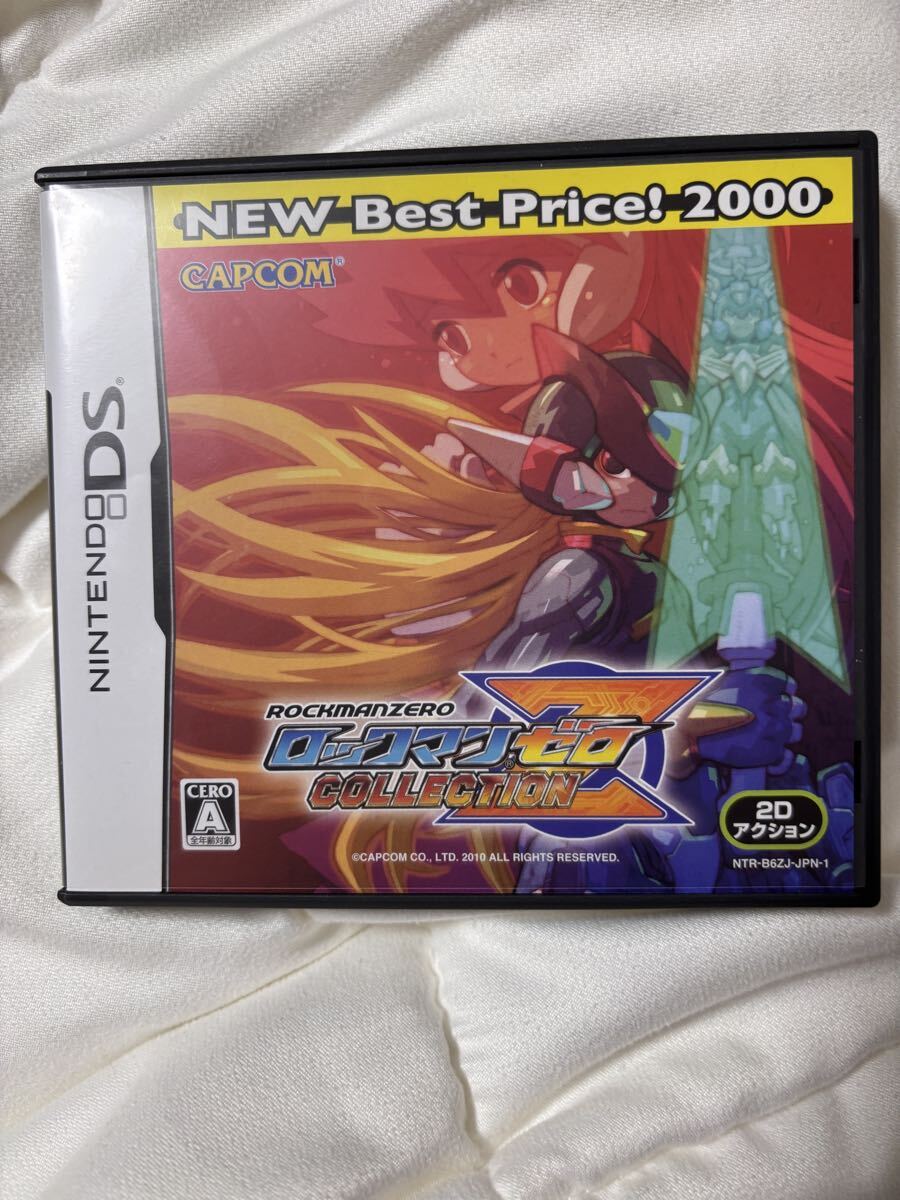 NEW Best Price! 2000
CAPCOM®
NINTENDO DS®
ROCKMANZERO
ロックマン®ゼロ
COLLECTION
Z
CERO
A
全年齢対象
2D
アクション
©CAPCOM CO., LTD. 2010 ALL RIGHTS RESERVED.
NTR-B6ZJ-JPN-1